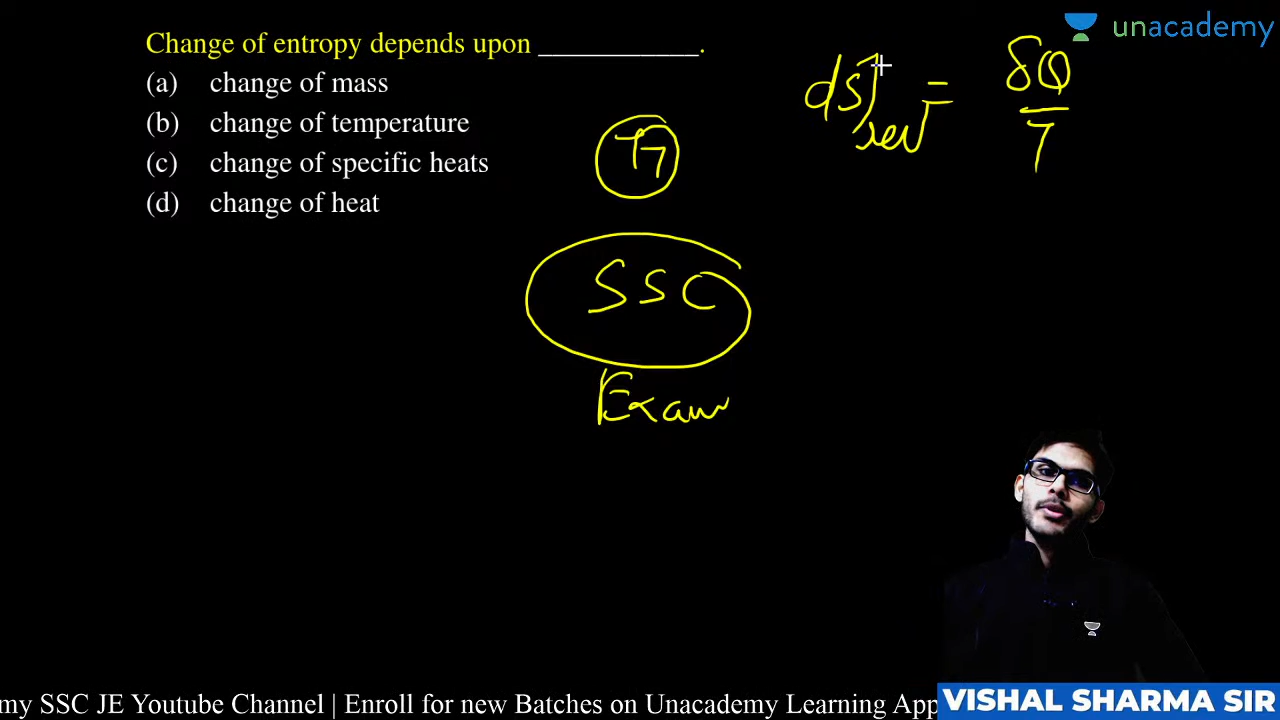 unacademy
Change of entropy depends upon ___________.
(a) change of mass
(b) change of temperature
(c) change of specific heats
(d) change of heat
dS)rev = δQ/T
77
SSC
Exam
my SSC JE Youtube Channel | Enroll for new Batches on Unacademy Learning App
VISHAL SHARMA SIR